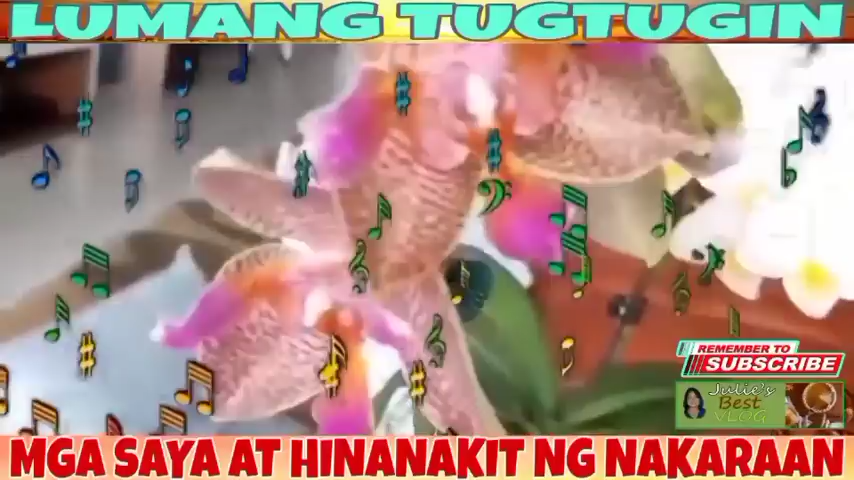 LUMANG TUGTUGIN
REMEMBER TO
SUBSCRIBE
Julie's
Best
VLOG
MGA SAYA AT HINANAKIT NG NAKARAAN